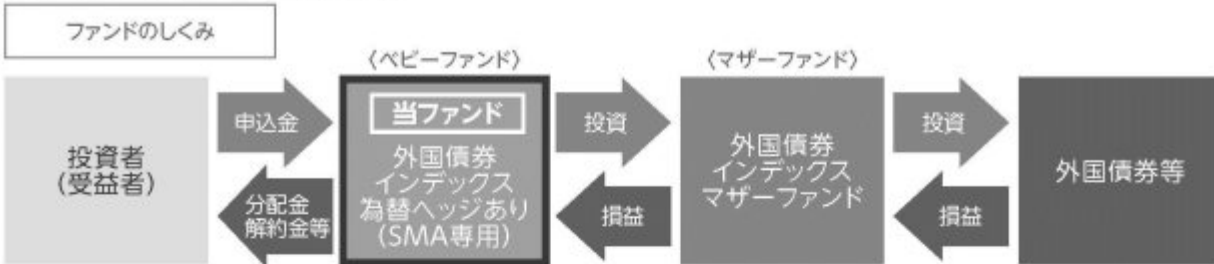 ファンドのしくみ
〈ベビーファンド〉
〈マザーファンド〉
投資者
(受益者)
申込金
分配金
解約金等
当ファンド
外国債券
インデックス
為替ヘッジあり
(SMA専用)
投資
損益
外国債券
インデックス
マザーファンド
投資
損益
外国債券等